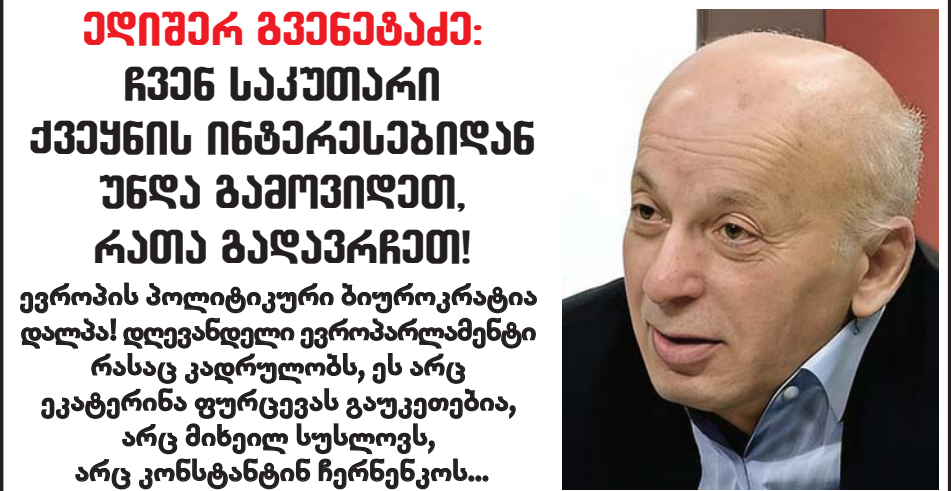 ედიშერ გვენეტაძე:
ჩვენ საკუთარი
ქვეყნის ინტერესებიდან
უნდა გამოვიდეთ,
რათა გადავრჩეთ!
ევროპის პოლიტიკური ბიუროკრატია
დალპა! დღევანდელი ევროპარლამენტი
რასაც კადრულობს, ეს არც
ეკატერინა ფურცევას გაუკეთებია,
არც მიხეილ სუსლოვს,
არც კონსტანტინ ჩერნენკოს...